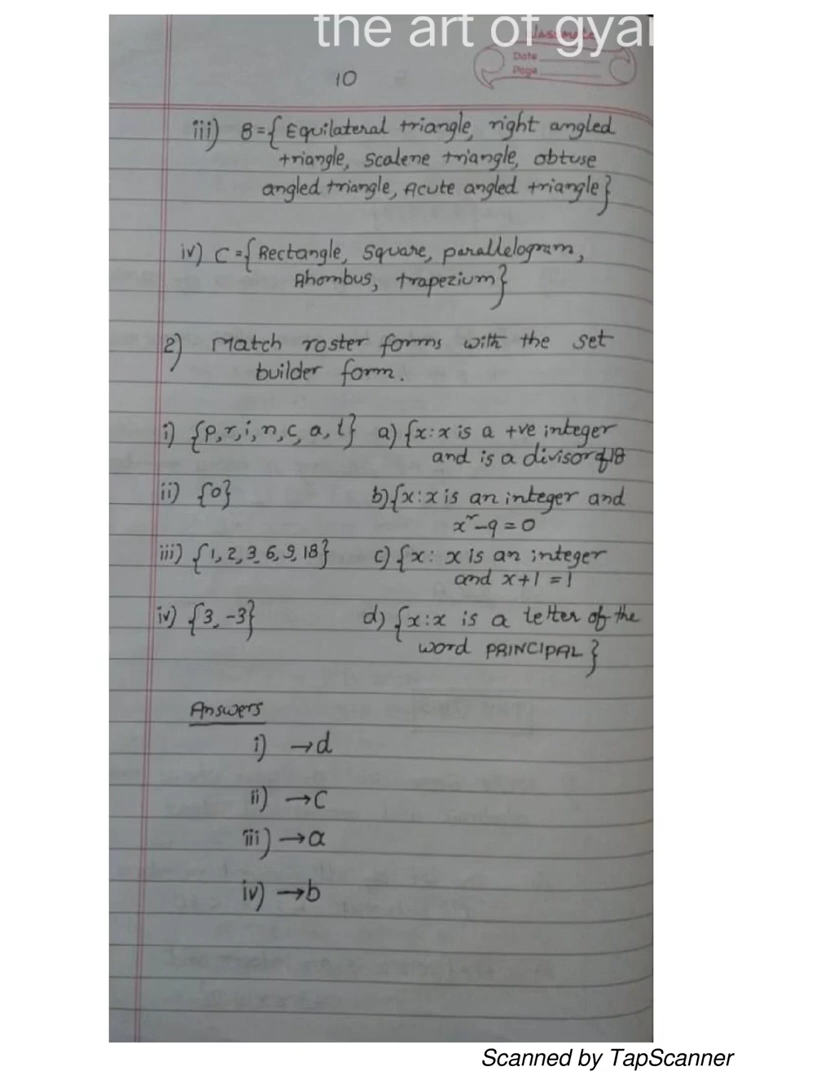 the art of gyan
classmate
Date
Page
10
iii) B={Equilateral triangle, right angled
triangle, Scalene triangle, obtuse
angled triangle, Acute angled triangle}
iv) C={Rectangle, Square, parallelogram,
Rhombus, trapezium}
2) Match roster forms with the set
builder form.
i) {p,r,i,n,c,a,l} a) {x:x is a +ve integer
and is a divisor of 18
ii) {0} b) {x:x is an integer and
x²-9=0
iii) {1,2,3,6,9,18} c) {x: x is an integer
and x+1=1
iv) {3,-3} d) {x:x is a letter of the
word PRINCIPAL}
Answers
i) →d
ii) →c
iii) →a
iv) →b
Scanned by TapScanner